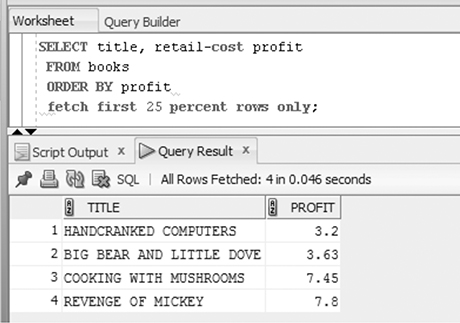 Worksheet Query Builder
SELECT title, retail-cost profit
FROM books
ORDER BY profit
fetch first 25 percent rows only;
Script Output x Query Result x
SQL | All Rows Fetched: 4 in 0.046 seconds
TITLE PROFIT
1 HANDCRANKED COMPUTERS 3.2
2 BIG BEAR AND LITTLE DOVE 3.63
3 COOKING WITH MUSHROOMS 7.45
4 REVENGE OF MICKEY 7.8